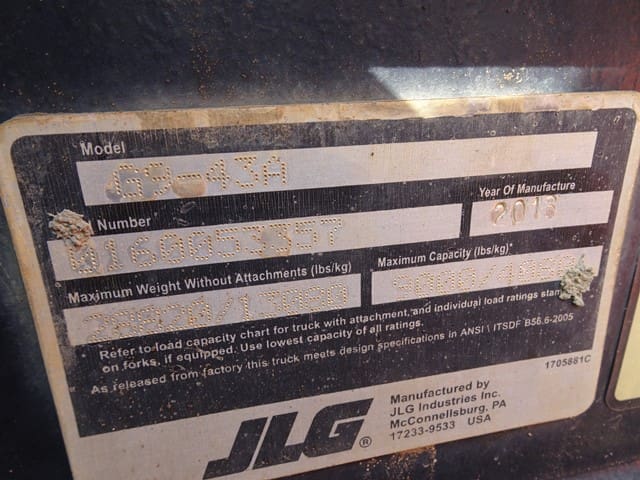 Model
G9-43A
Number
Year Of Manufacture
Maximum Weight Without Attachments (lbs/kg)
Maximum Capacity (lbs/kg)*
Refer to load capacity chart for truck with attachment, and individual load ratings
on forks, if equipped. Use lowest capacity of all ratings.
As released from factory this truck meets design specifications in ANSI \ ITSDF B56.6-2005
1705881C
JLG®
Manufactured by
JLG Industries Inc.
McConnellsburg, PA
17233-9533 USA